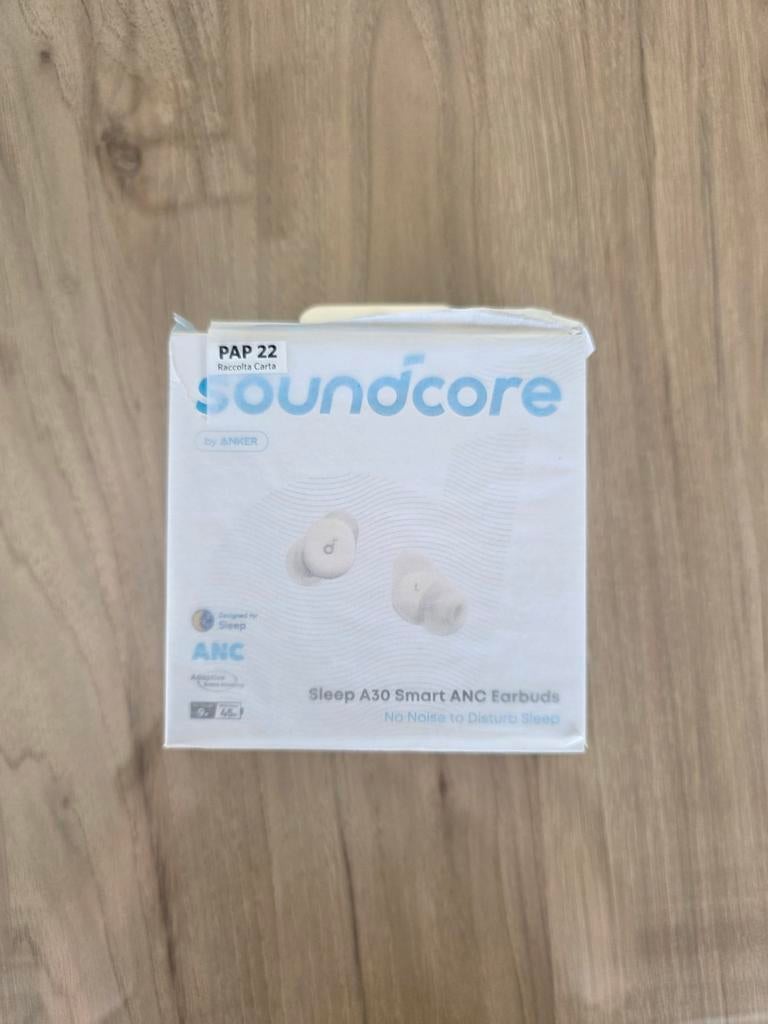 PAP 22
Raccolta Carta
soundcore
by ANKER
Designed for
Sleep
ANC
Adaptive
Sleep A30 Smart ANC Earbuds
No Noise to Disturb Sleep